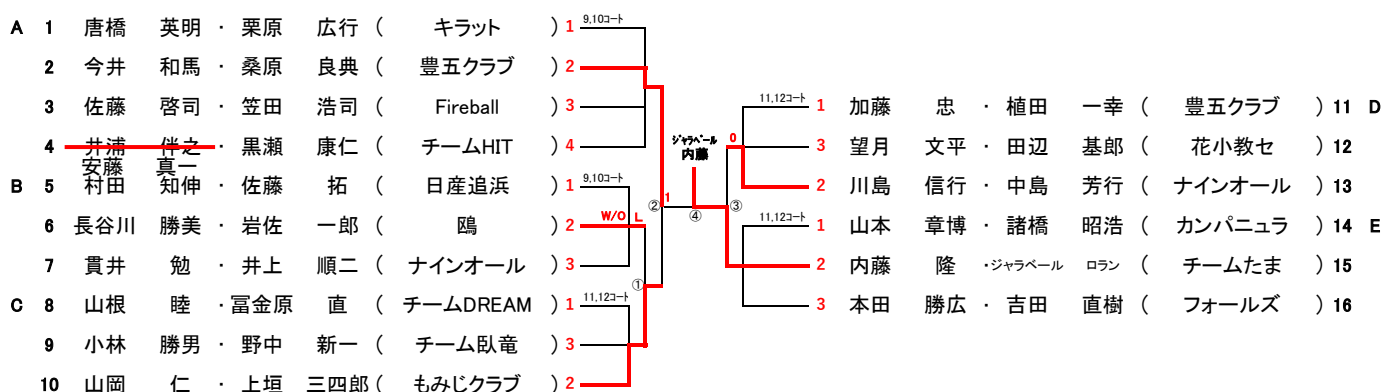 A 1 唐橋 英明 ・ 栗原 広行 ( キラット ) 1 9,10コート
2 今井 和馬 ・ 桑原 良典 ( 豊五クラブ ) 2
3 佐藤 啓司 ・ 笠田 浩司 ( Fireball ) 3 11,12コート 1 加藤 忠 ・ 植田 一幸 ( 豊五クラブ ) 11 D
4 井浦 伴之 ・ 黒瀬 康仁 ( チームHIT ) 4 ジャラベール 0 3 望月 文平 ・ 田辺 基郎 ( 花小教セ ) 12
安藤 真一 内藤
B 5 村田 知伸 ・ 佐藤 拓 ( 日産追浜 ) 1 9,10コート ② 1 ④ ③ 2 川島 信行 ・ 中島 芳行 ( ナインオール ) 13
6 長谷川 勝美 ・ 岩佐 一郎 ( 鴎 ) 2 W/O L 11,12コート 1 山本 章博 ・ 諸橋 昭浩 ( カンパニュラ ) 14 E
7 貫井 勉 ・ 井上 順二 ( ナインオール ) 3 ① 2 内藤 隆 ・ジャラベール ロラン ( チームたま ) 15
C 8 山根 睦 ・ 冨金原 直 ( チームDREAM ) 1 11,12コート 3 本田 勝広 ・ 吉田 直樹 ( フォールズ ) 16
9 小林 勝男 ・ 野中 新一 ( チーム臥竜 ) 3
10 山岡 仁 ・ 上垣 三四郎 ( もみじクラブ ) 2